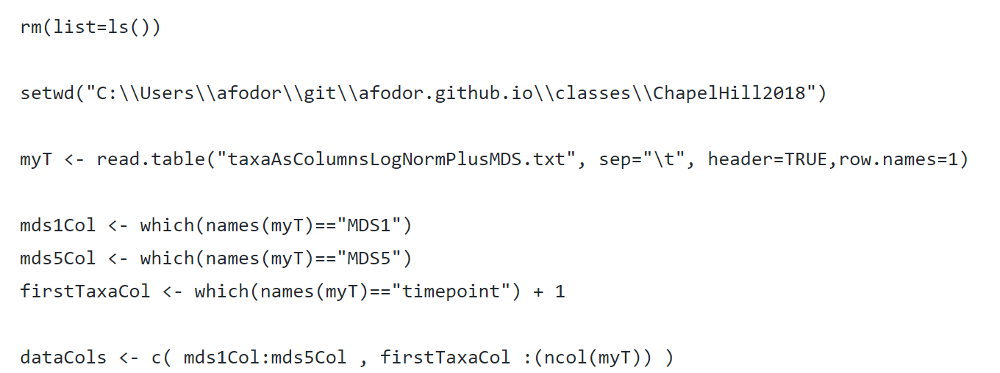 rm(list=ls())
setwd("C:\\Users\\afodor\\git\\afodor.github.io\\classes\\ChapelHill2018")
myT <- read.table("taxaAsColumnsLogNormPlusMDS.txt", sep="\t", header=TRUE,row.names=1)
mds1Col <- which(names(myT)=="MDS1")
mds5Col <- which(names(myT)=="MDS5")
firstTaxaCol <- which(names(myT)=="timepoint") + 1
dataCols <- c( mds1Col:mds5Col , firstTaxaCol :(ncol(myT)) )